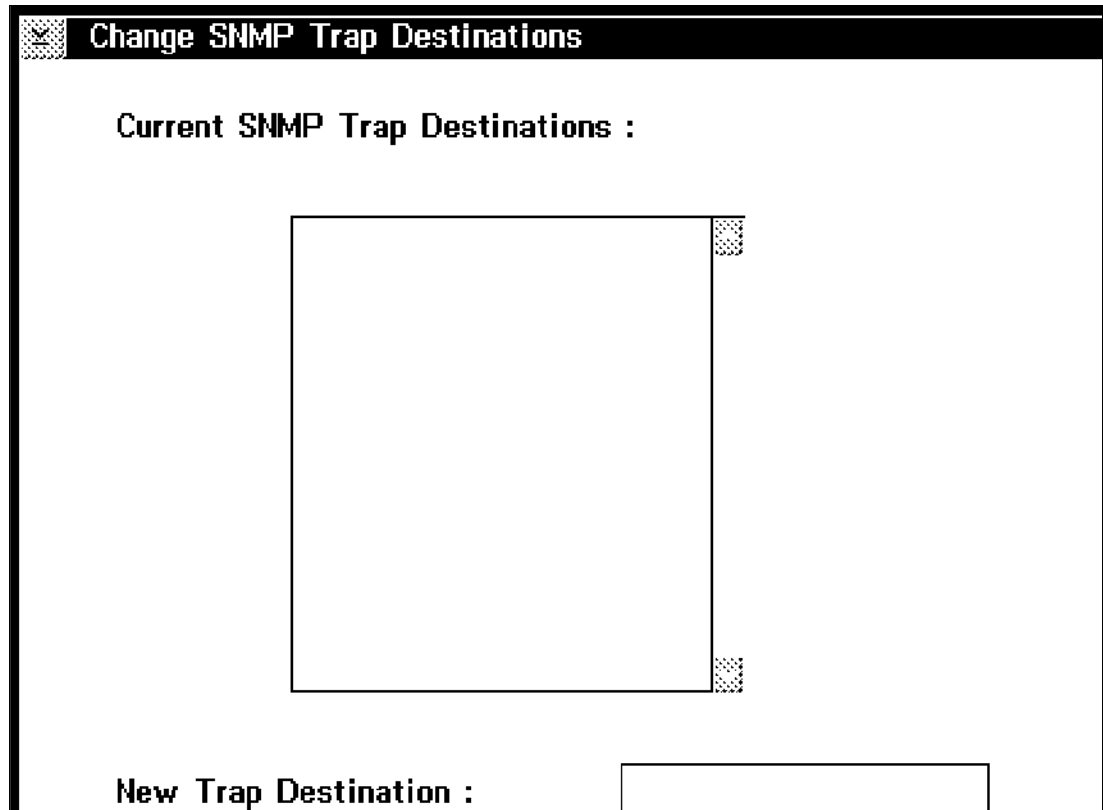 Change SNMP Trap Destinations
Current SNMP Trap Destinations :
New Trap Destination :